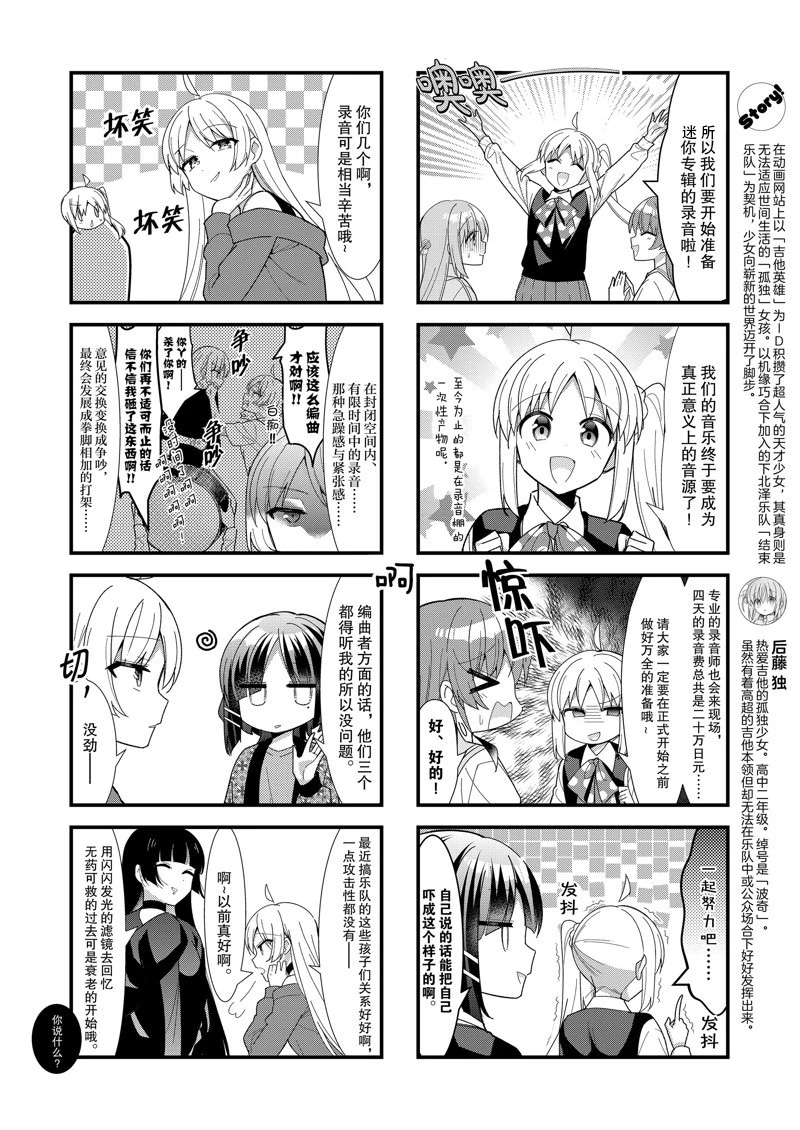 Story!
在动画网站上以「吉他英雄」为ID积攒了超人气的天才少女，其真身则是
无法适应世间生活的「孤独」女孩。以机缘巧合下加入的下北泽乐队「结束
乐队」为契机，少女向崭新的世界迈开了脚步。
后藤 独
热爱吉他的孤独少女。高中二年级。绰号是「波奇」。
虽然有着高超的吉他本领但却无法在乐队中或公众场合下好好发挥出来。
噢噢
所以我们要开始准备
迷你专辑的录音啦！
我们的音乐终于要成为
真正意义上的音源了！
至今为止的都是在录音棚的
一次性产物呢。
专业的录音师也会来现场，
四天的录音费总共是二十万日元……
请大家一定要在正式开始之前
做好万全的准备哦~
惊吓
好、好的！
一起努力吧……
发抖
发抖
自己说的话能把自己
吓成这个样子的啊。
你们几个啊，
录音可是相当辛苦哦~
坏笑
坏笑
在封闭空间内、
有限时间中的录音……
那种急躁感与紧张感……
应该这么编曲
才对啊!!
白痴!!
争吵
你丫的
杀了你啊!
你们再不适可而止的话
信不信我砸了这东西啊!!
争吵
没时间了
啊啊啊啊啊
意见的交换变成争吵，
最终会发展成拳脚相加的打架……
啊
编曲者方面的话，他们三个
都得听我的所以没问题。
切，
没劲——
最近搞乐队的这些孩子们关系好好啊，
一点攻击性都没有——
啊~以前真好啊。
用闪闪发光的滤镜去回忆
无药可救的过去可是衰老的开始哦。
你说什么？